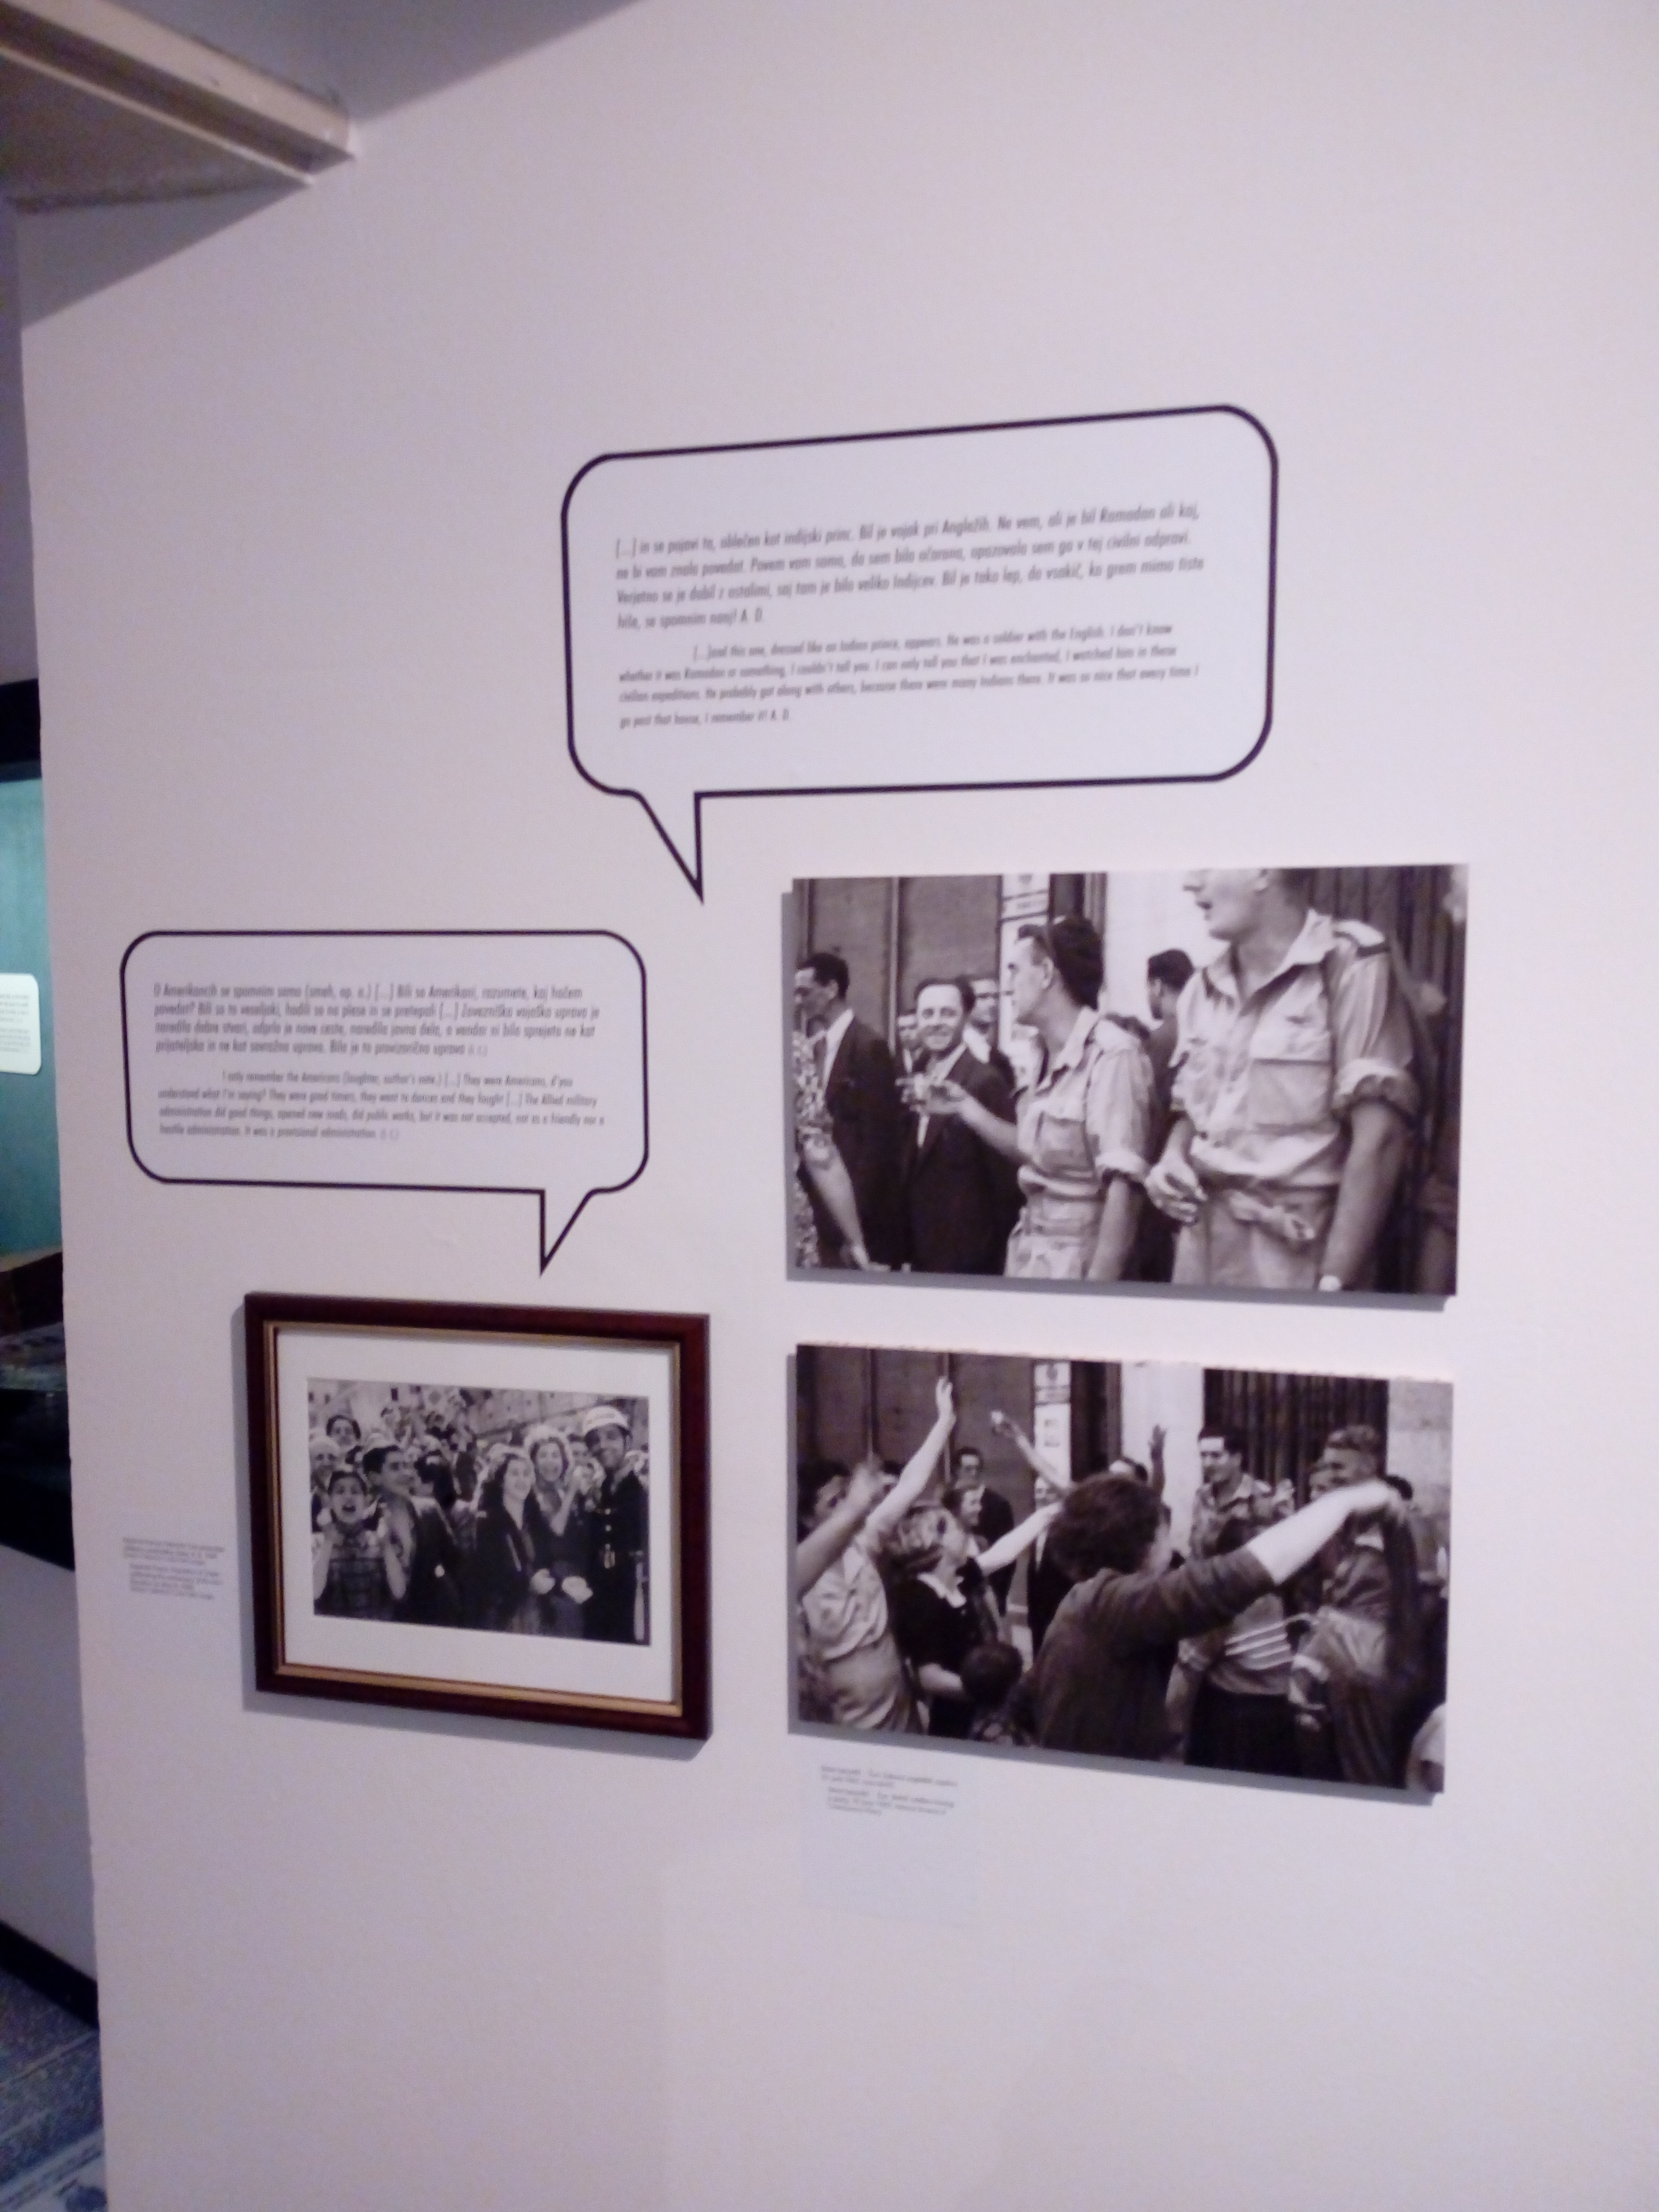 [...] in se pojavi ta, oblečen kot indijski princ. Bil je vojak pri Angležih. Ne vem, ali je bil Ramadan ali kaj,
ne bi vam znala povedat. Povem vam samo, da sem bila očarana, opazovala sem ga v tej civilni odpravi.
Verjetno se je dobil z ostalimi, saj tam je bilo veliko Indijcev. Bil je tako lep, da vsakič, ko grem mimo tiste
hiše, se spomnim nanj! A. D.
[...]and this one, dressed like an Indian prince, appears. He was a soldier with the English. I don't know
whether it was Ramadan or something, I couldn't tell you. I can only tell you that I was enchanted, I watched him in these
civilian expeditions. He probably got along with others, because there were many Indians there. It was so nice that every time I
go past that house, I remember it! A. D.
O Amerikancih se spomnim samo (smeh, op. a.) [...] Bili so Amerikani, razumete, kaj hočem
povedat? Bili so ta veseljaki, hodili so na plese in se pretepali [...] Zavezniška vojaška uprava je
naredila dobre stvari, odprla je nove ceste, naredila javna dela, a vendar ni bila sprejeta ne kot
prijateljska in ne kot sovražna uprava. Bila je to provizorična uprava
I only remember the Americans (laughter, author's note.) [...] They were Americans, d'you
understand what I'm saying? They were good timers, they went to dances and they fought [...] The Allied military
administration did good things, opened new roads, did public works, but it was not accepted, not as a friendly nor a
hostile administration. It was a provisional administration.